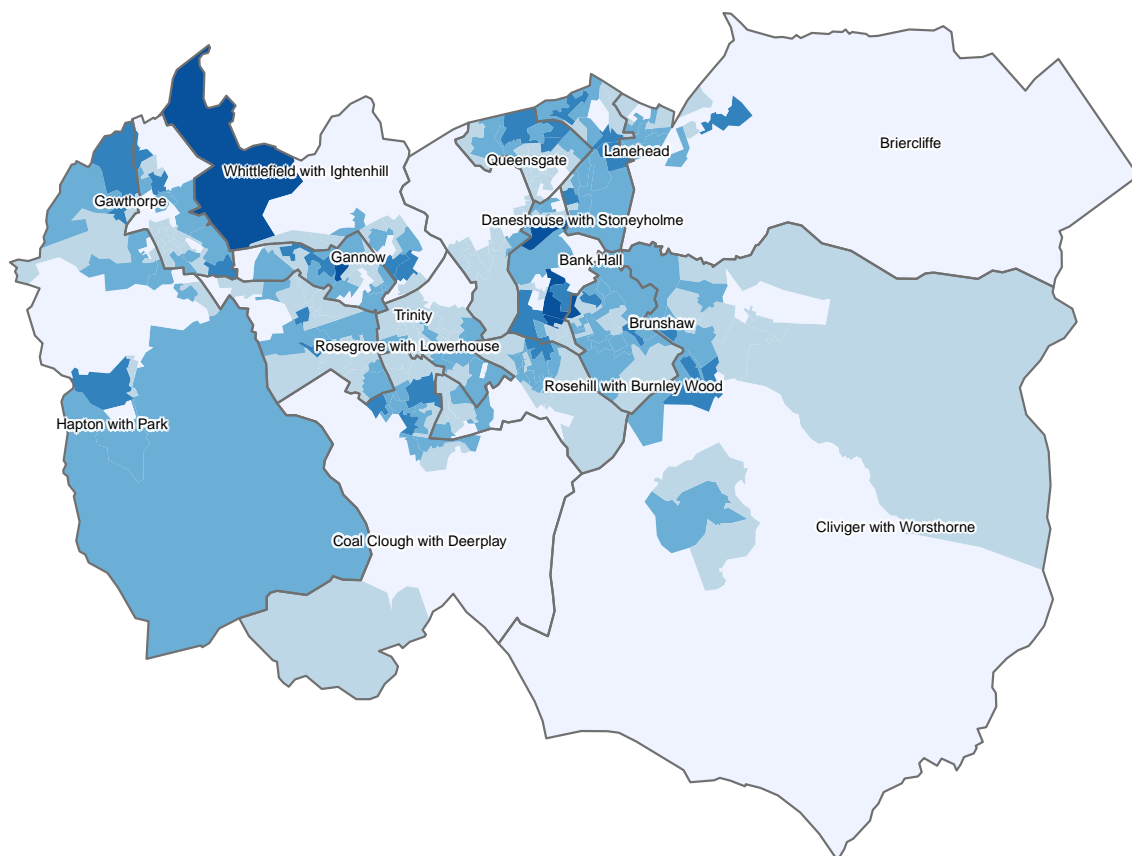 Briercliffe
Lanehead
Queensgate
Whittlefield with Ightenhill
Gawthorpe
Daneshouse with Stoneyholme
Gannow
Bank Hall
Trinity
Brunshaw
Rosegrove with Lowerhouse
Rosehill with Burnley Wood
Hapton with Park
Cliviger with Worsthorne
Coal Clough with Deerplay